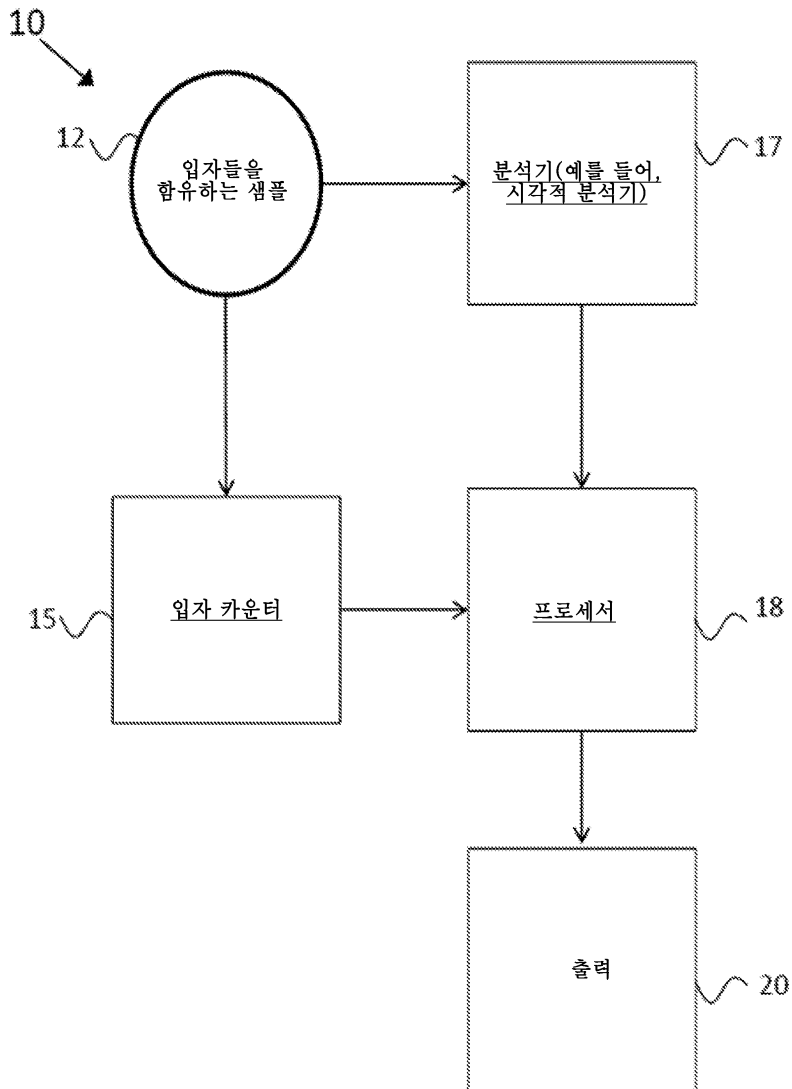 10
12
입자들을
함유하는 샘플
분석기(예를 들어,
시각적 분석기)
17
15
입자 카운터
프로세서
18
출력
20